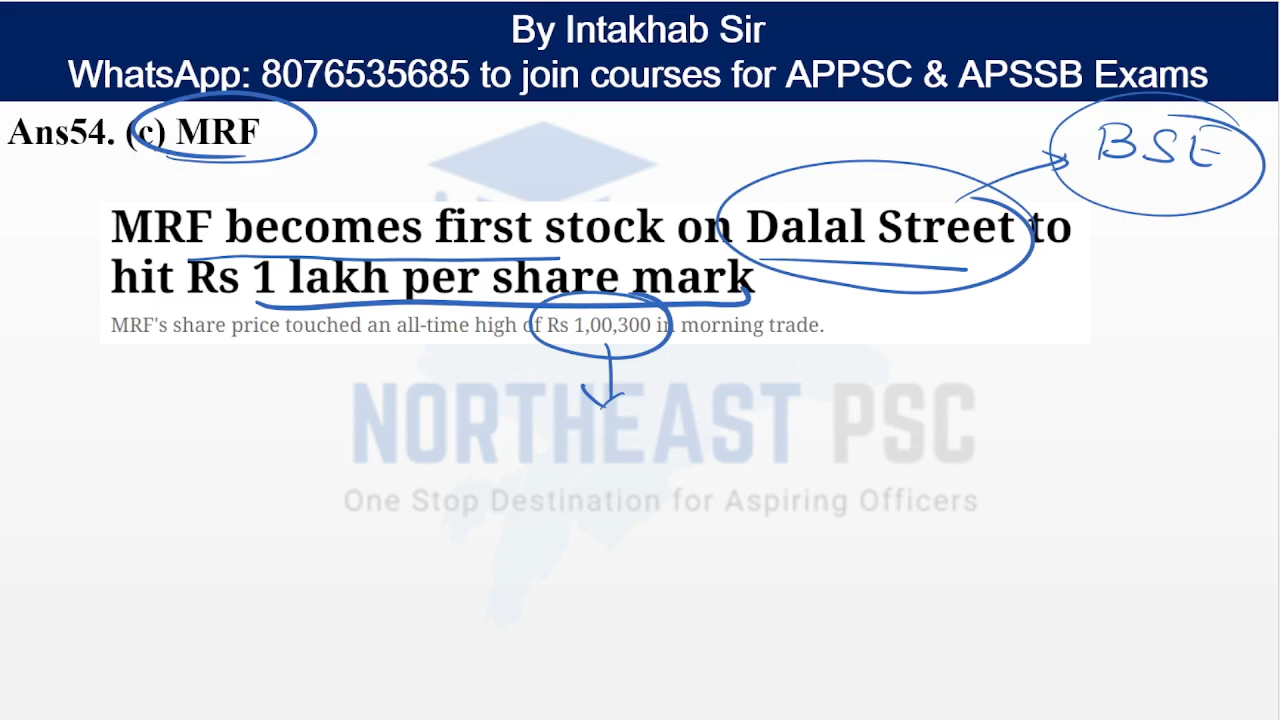 By Intakhab Sir
WhatsApp: 8076535685 to join courses for APPSC & APSSB Exams
Ans54. (c) MRF
BSE
MRF becomes first stock on Dalal Street to
hit Rs 1 lakh per share mark
MRF's share price touched an all-time high of Rs 1,00,300 in morning trade.
NORTHEAST PSC
One Stop Destination for Aspiring Officers